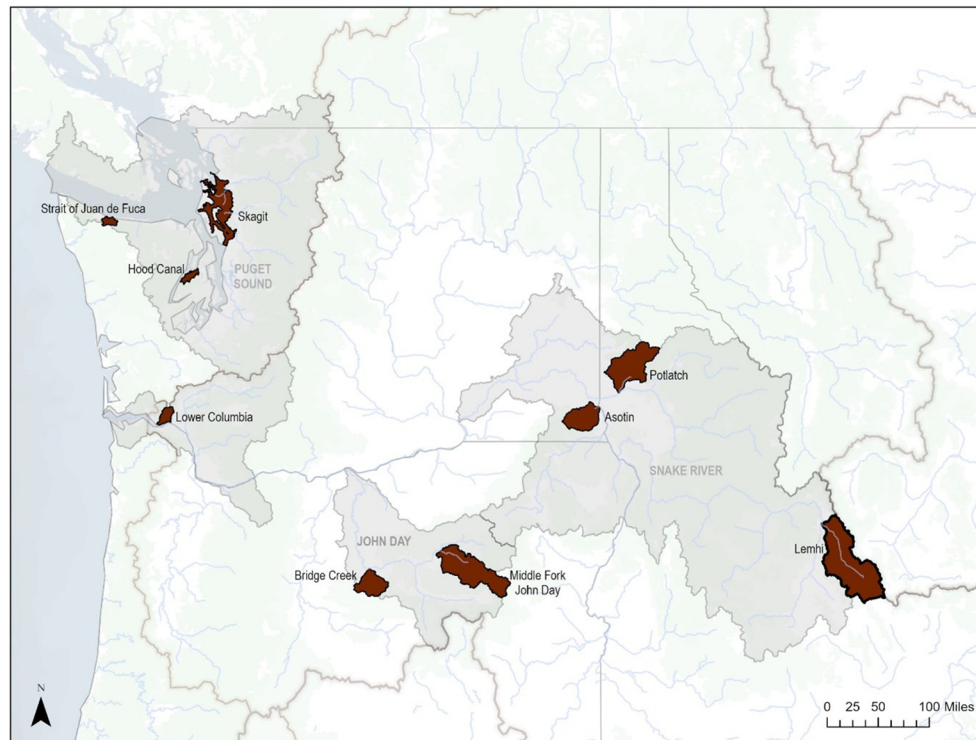 Strait of Juan de Fuca
Skagit
Hood Canal
PUGET
SOUND
Potlatch
Lower Columbia
Asotin
SNAKE RIVER
JOHN DAY
Lemhi
Bridge Creek
Middle Fork
John Day
N
0 25 50 100 Miles